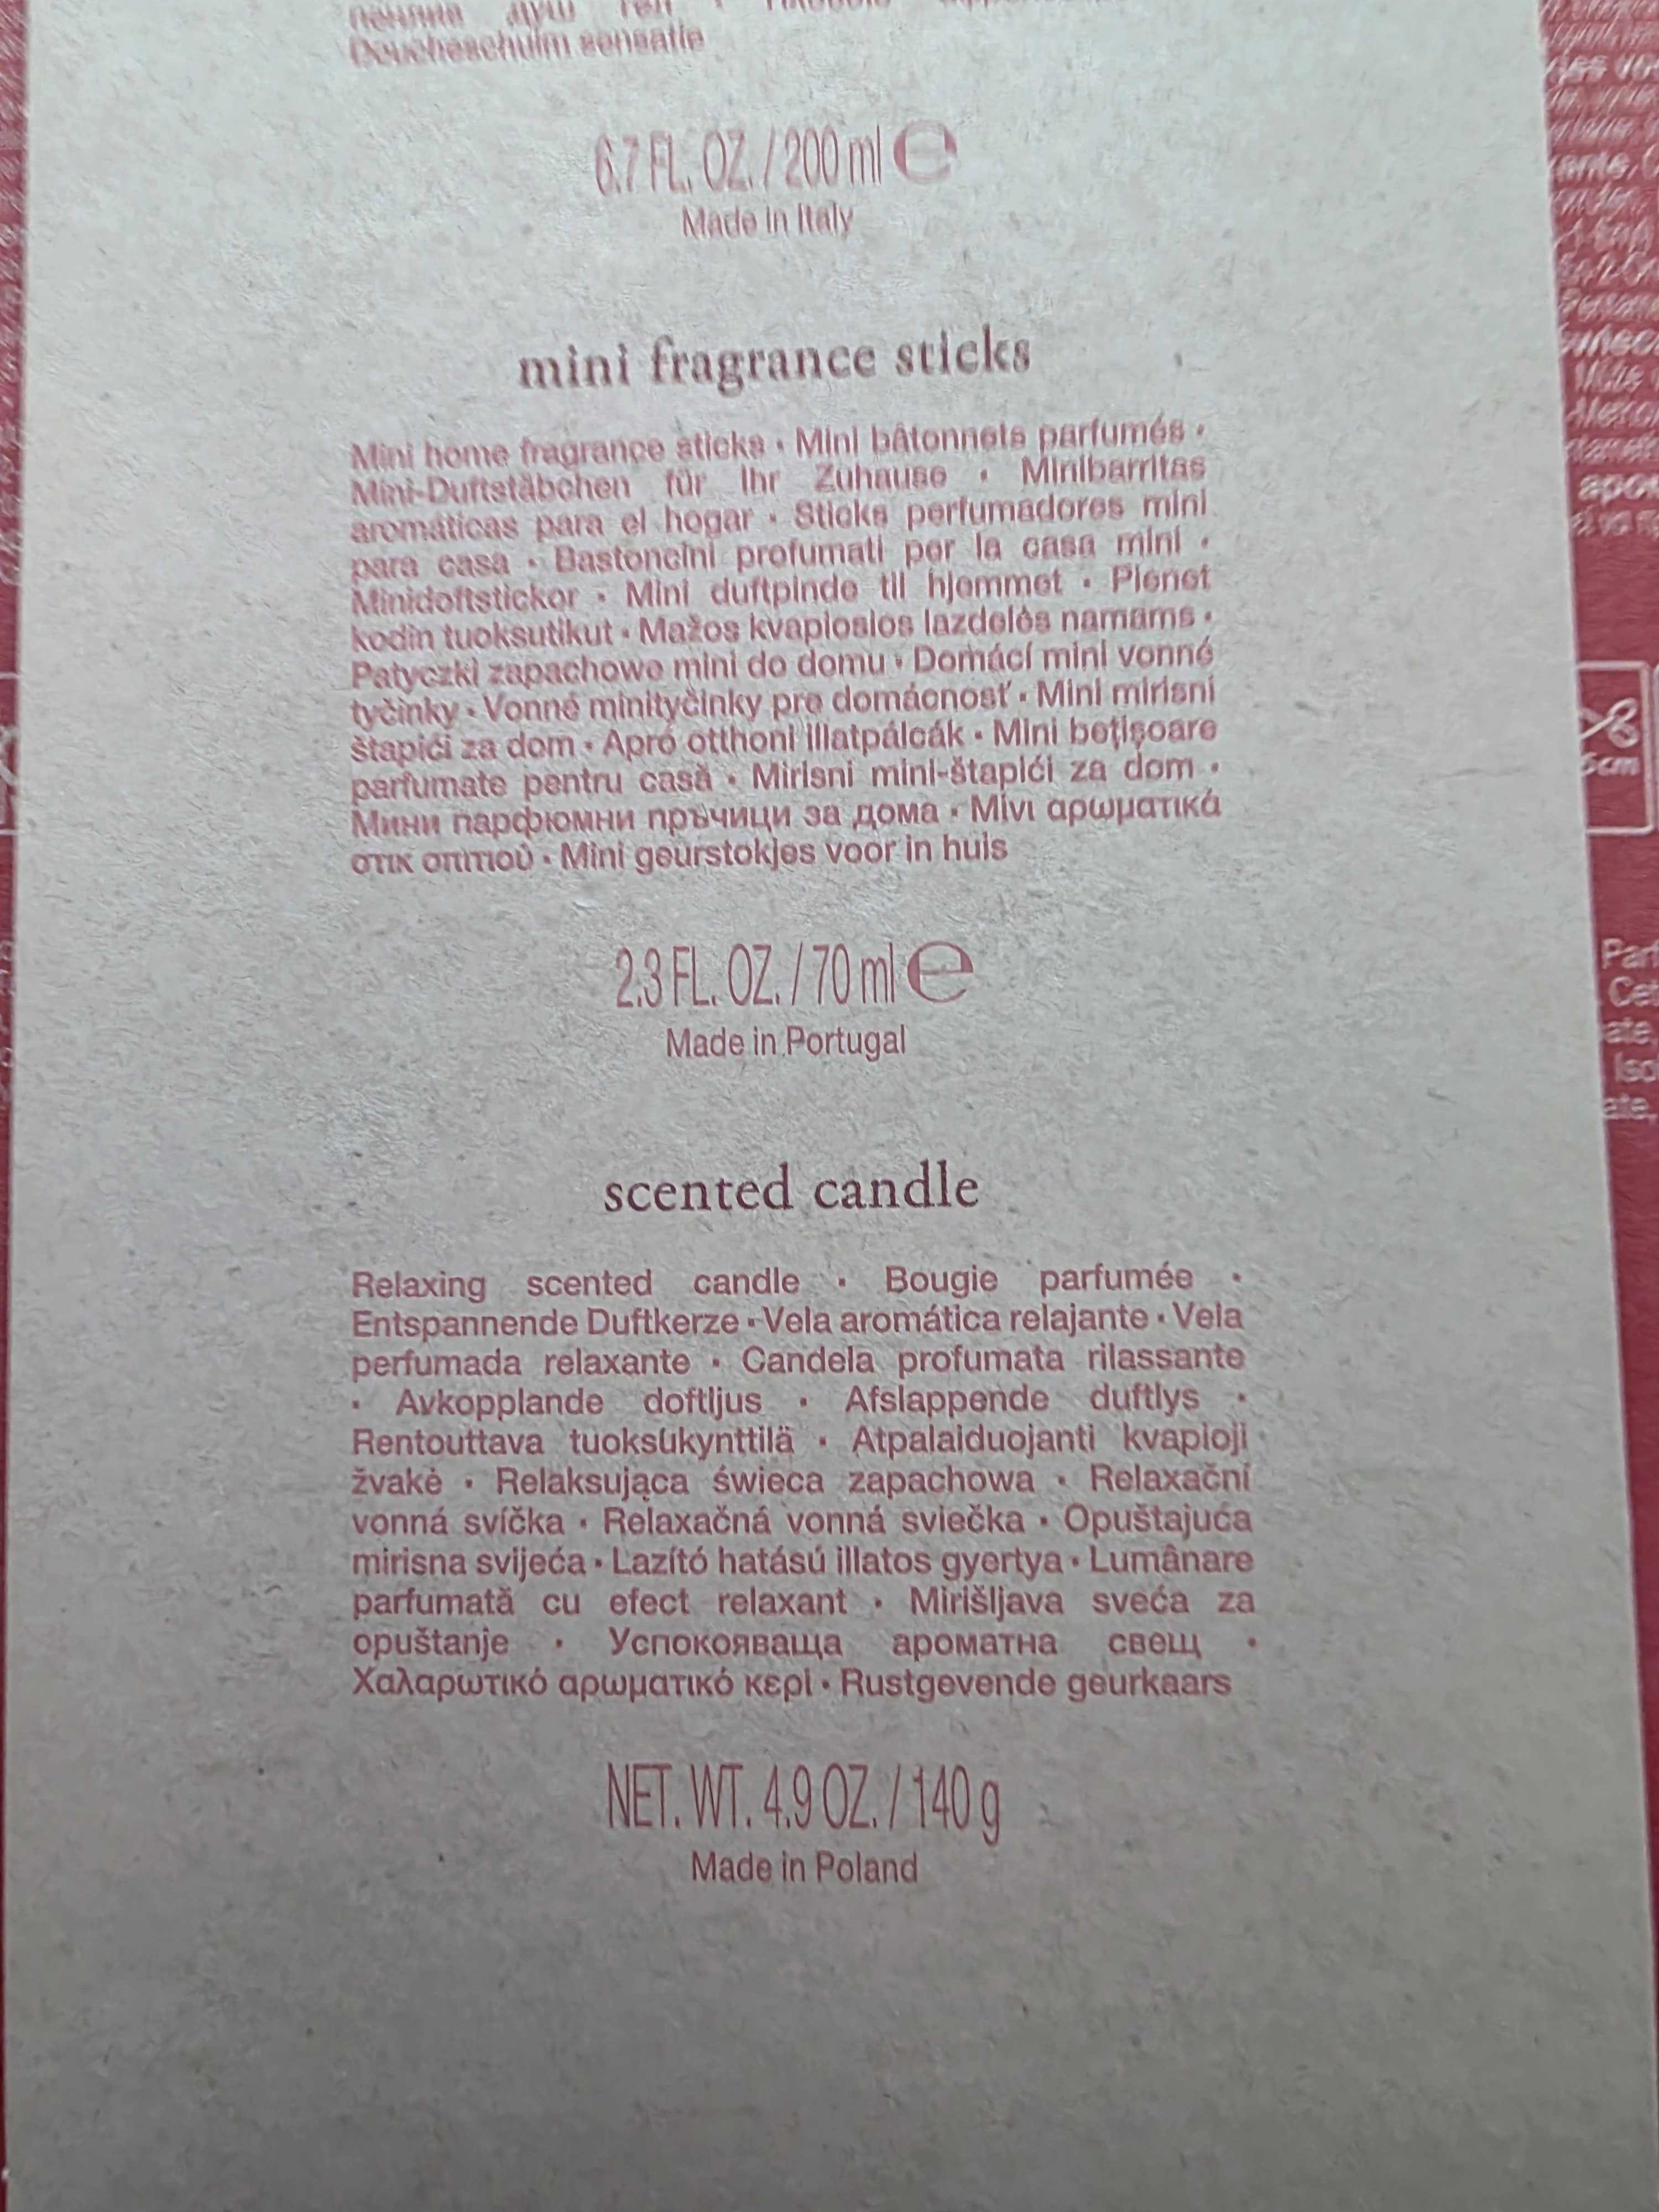 пенлив душ гел
Doucheschuim sensatie
6.7 FL. OZ. / 200 ml e
Made in Italy
mini fragrance sticks
Mini home fragrance sticks • Mini bâtonnets parfumés •
Mini-Duftstäbchen für Ihr Zuhause • Minibarritas
aromáticas para el hogar • Sticks perfumadores mini
para casa • Bastoncini profumati per la casa mini •
Minidoftstickor • Mini duftpinde til hjemmet • Pienet
kodin tuoksutikut • Mažos kvapiosios lazdelės namams •
Patyczki zapachowe mini do domu • Domácí mini vonné
tyčinky • Vonné minityčinky pre domácnosť • Mini mirisni
štapići za dom • Apró otthoni illatpálcák • Mini bețișoare
parfumate pentru casă • Mirisni mini-štapići za dom •
Мини парфюмни пръчици за дома • Μίνι αρωματικά
στικ σπιτιού • Mini geurstokjes voor in huis
2.3 FL. OZ. / 70 ml e
Made in Portugal
scented candle
Relaxing scented candle • Bougie parfumée •
Entspannende Duftkerze • Vela aromática relajante • Vela
perfumada relaxante • Candela profumata rilassante
• Avkopplande doftljus • Afslappende duftlys •
Rentouttava tuoksukynttilä • Atpalaiduojanti kvapioji
žvakė • Relaksująca świeca zapachowa • Relaxační
vonná svíčka • Relaxačná vonná sviečka • Opuštajuća
mirisna svijeća • Lazító hatású illatos gyertya • Lumânare
parfumată cu efect relaxant • Mirišljava sveća za
opuštanje • Успокояваща ароматна свещ •
Χαλαρωτικό αρωματικό κερί • Rustgevende geurkaars
NET. WT. 4.9 OZ. / 140 g
Made in Poland